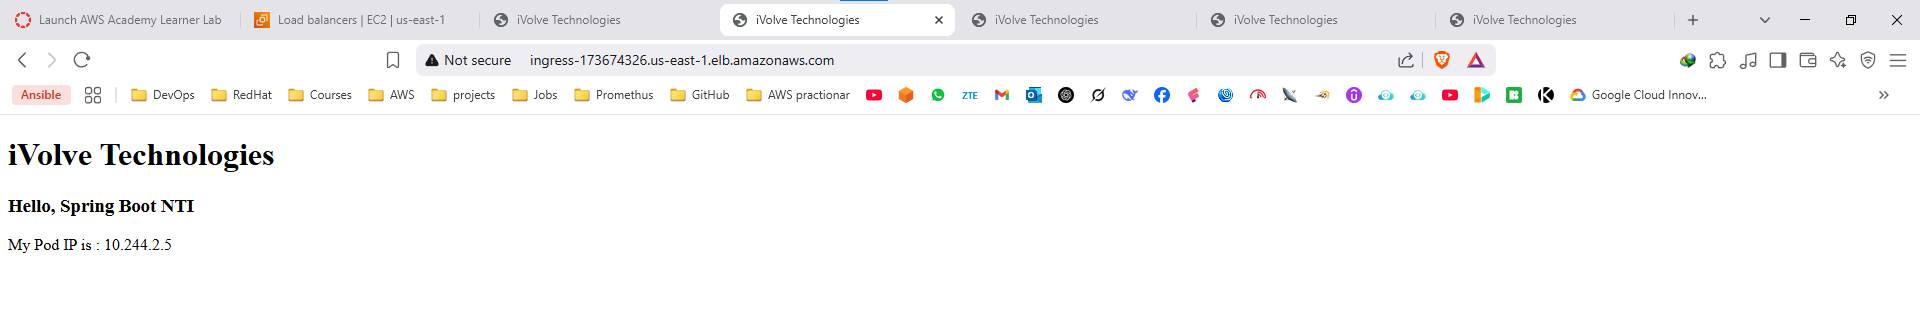 Launch AWS Academy Learner Lab
Load balancers | EC2 | us-east-1
iVolve Technologies
iVolve Technologies
iVolve Technologies
iVolve Technologies
iVolve Technologies
Not secure ingress-173674326.us-east-1.elb.amazonaws.com
Ansible DevOps RedHat Courses AWS projects Jobs Promethus GitHub AWS practionar ZTE Google Cloud Innov...
iVolve Technologies
Hello, Spring Boot NTI
My Pod IP is : 10.244.2.5